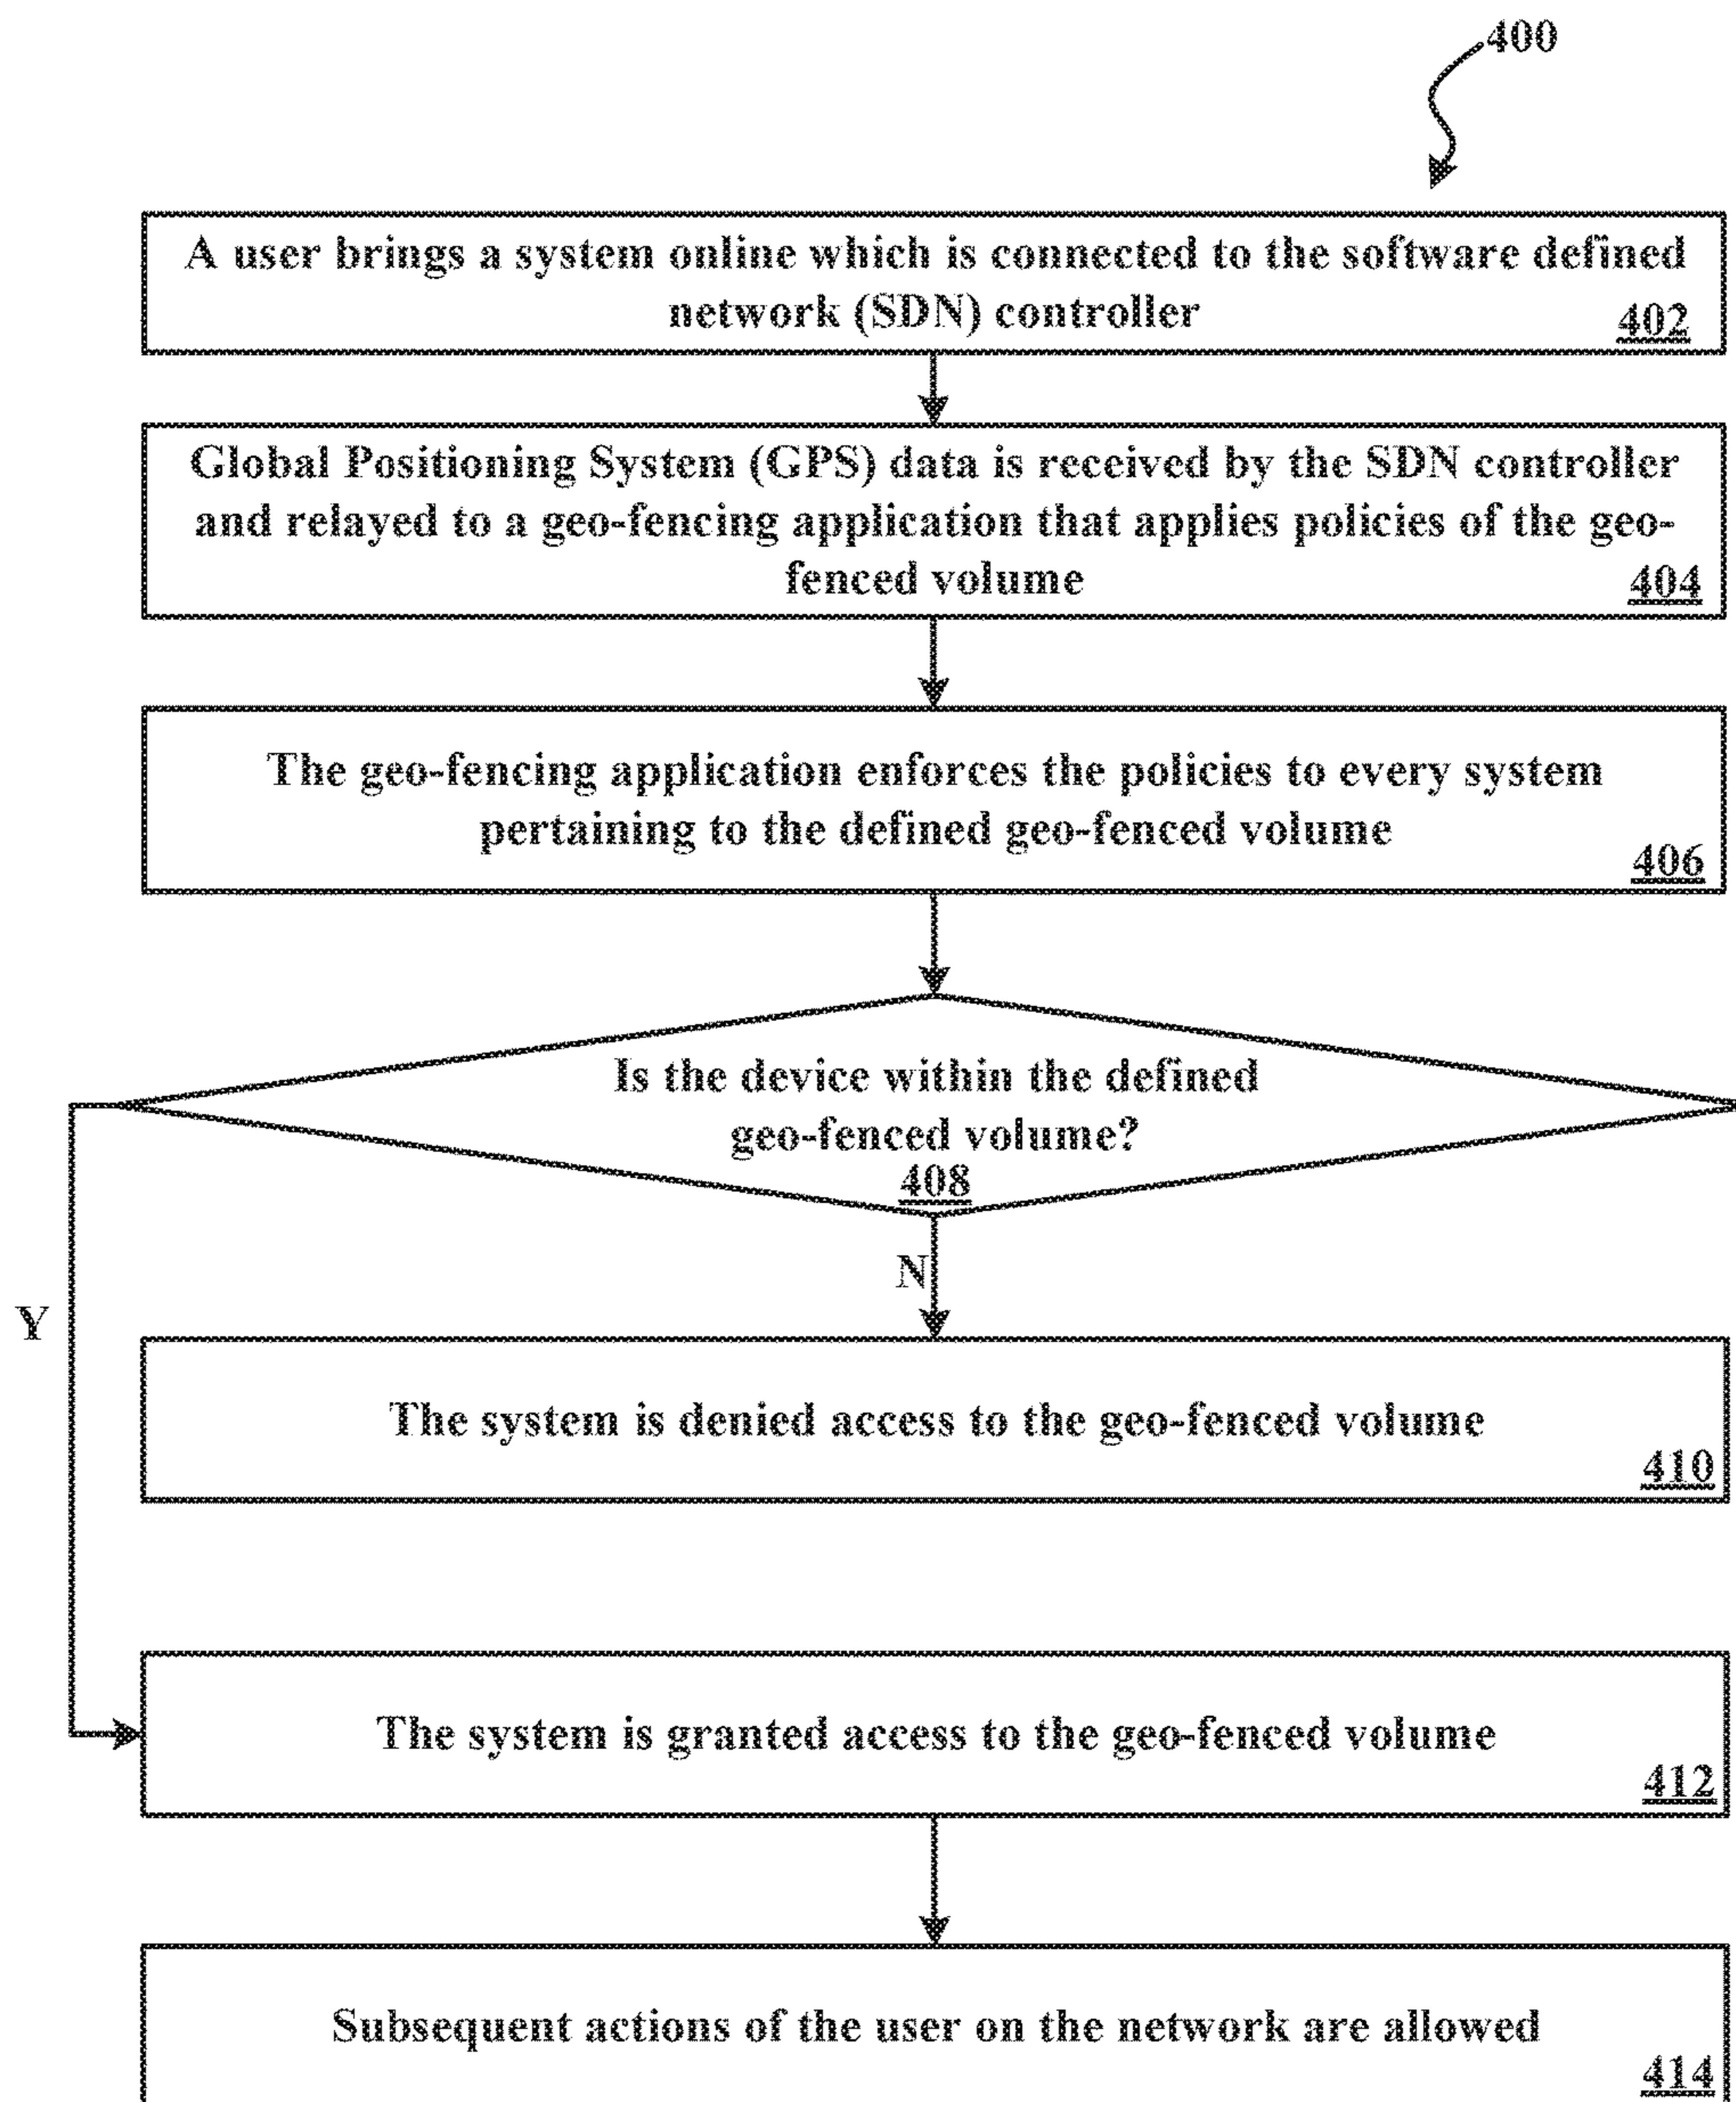 400
A user brings a system online which is connected to the software defined
network (SDN) controller
402
Global Positioning System (GPS) data is received by the SDN controller
and relayed to a geo-fencing application that applies policies of the geo-
fenced volume
404
The geo-fencing application enforces the policies to every system
pertaining to the defined geo-fenced volume
406
Is the device within the defined
geo-fenced volume?
408
N
Y
The system is denied access to the geo-fenced volume
410
The system is granted access to the geo-fenced volume
412
Subsequent actions of the user on the network are allowed
414